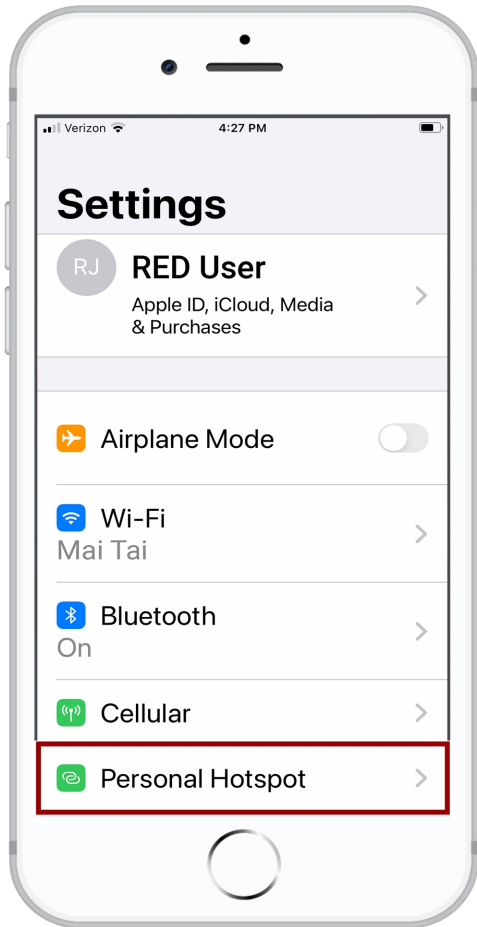 Verizon 4:27 PM
Settings
RJ RED User
Apple ID, iCloud, Media
& Purchases
Airplane Mode
Wi-Fi
Mai Tai
Bluetooth
On
Cellular
Personal Hotspot